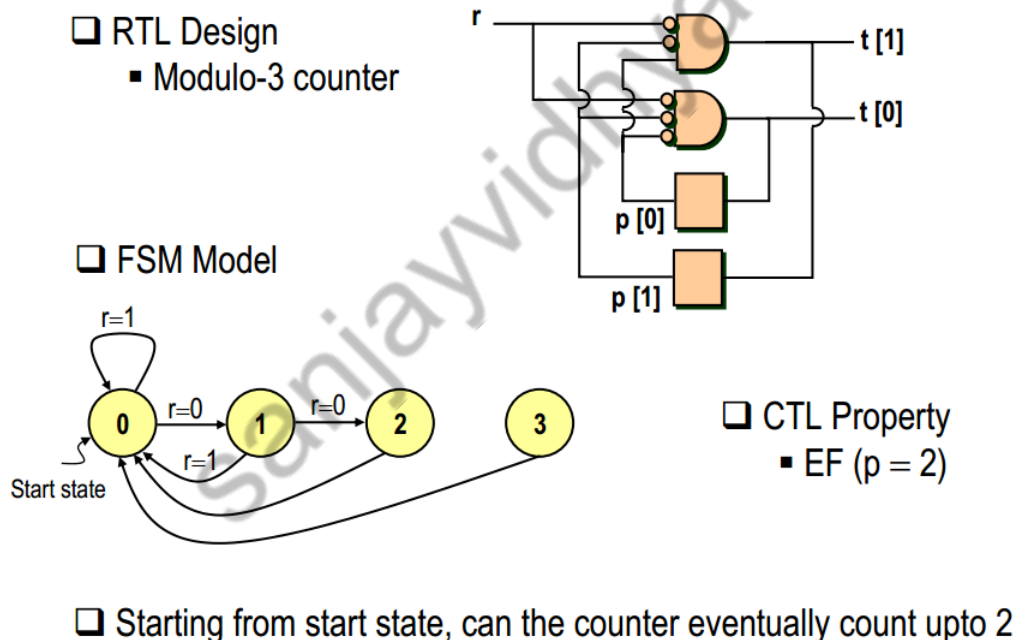 ❑ RTL Design
▪ Modulo-3 counter
r
t [1]
t [0]
p [0]
p [1]
❑ FSM Model
r=1
0
r=0
1
r=0
2
3
r=1
Start state
❑ CTL Property
▪ EF (p = 2)
❑ Starting from start state, can the counter eventually count upto 2
sanjayvidhya